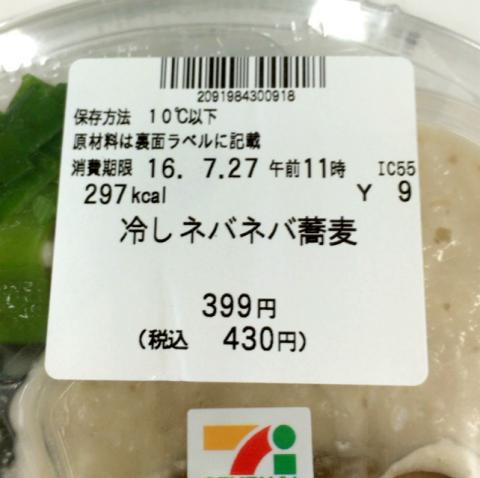 2091984300918
保存方法 10℃以下
原材料は裏面ラベルに記載
消費期限 16. 7.27 午前11時 IC55
297kcal Y 9
冷しネバネバ蕎麦
399円
(税込 430円)